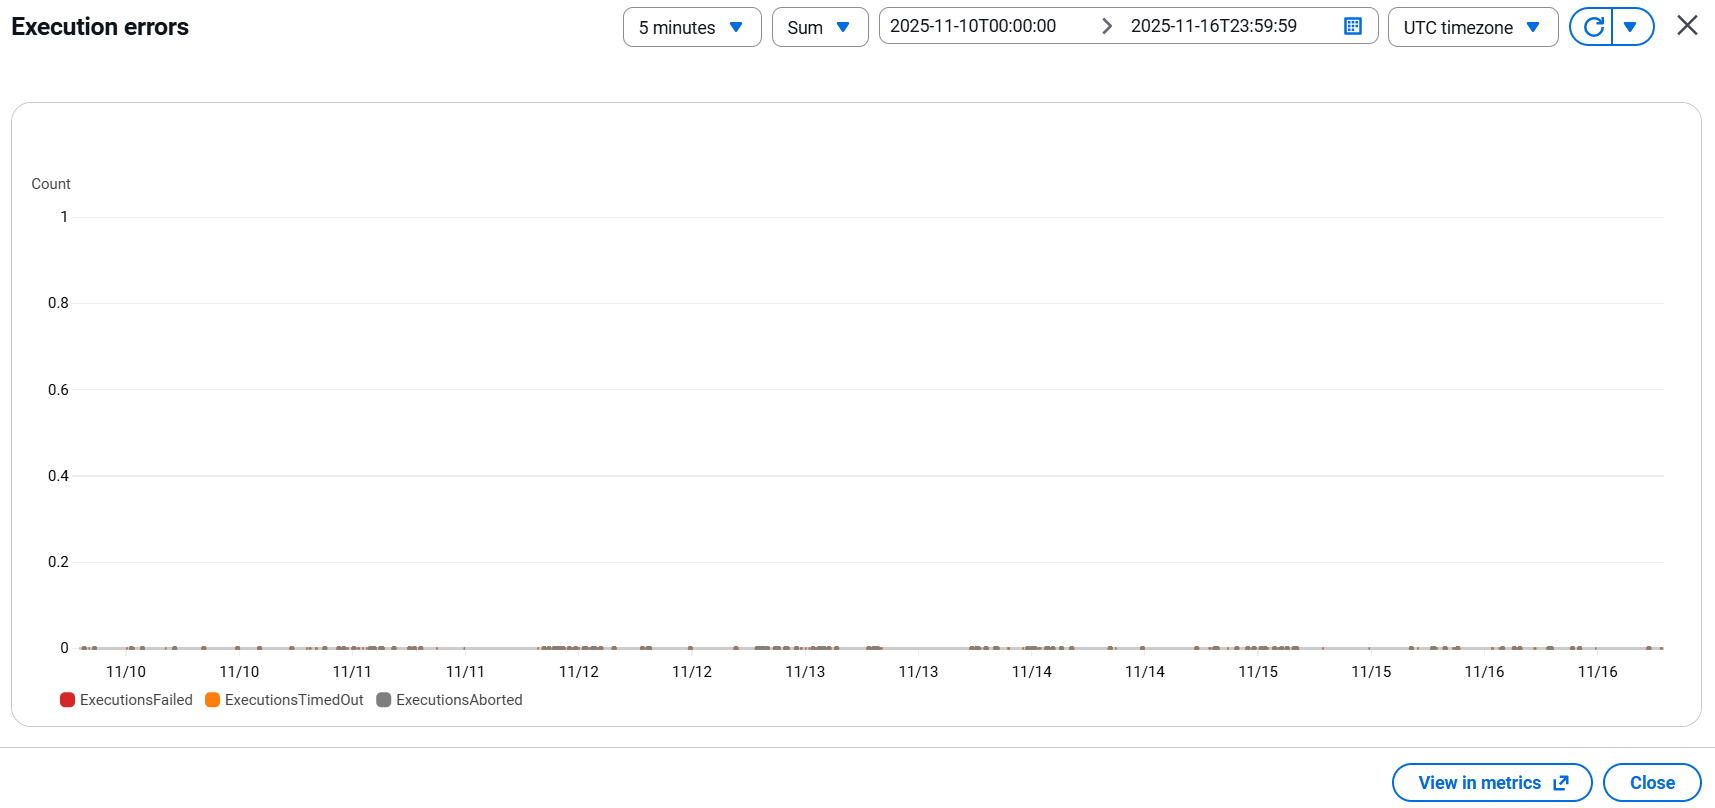 Execution errors
5 minutes
Sum
2025-11-10T00:00:00
2025-11-16T23:59:59
UTC timezone
Count
1
0.8
0.6
0.4
0.2
0
11/10 11/10 11/11 11/11 11/12 11/12 11/13 11/13 11/14 11/14 11/15 11/15 11/16 11/16
ExecutionsFailed ExecutionsTimedOut ExecutionsAborted
View in metrics
Close